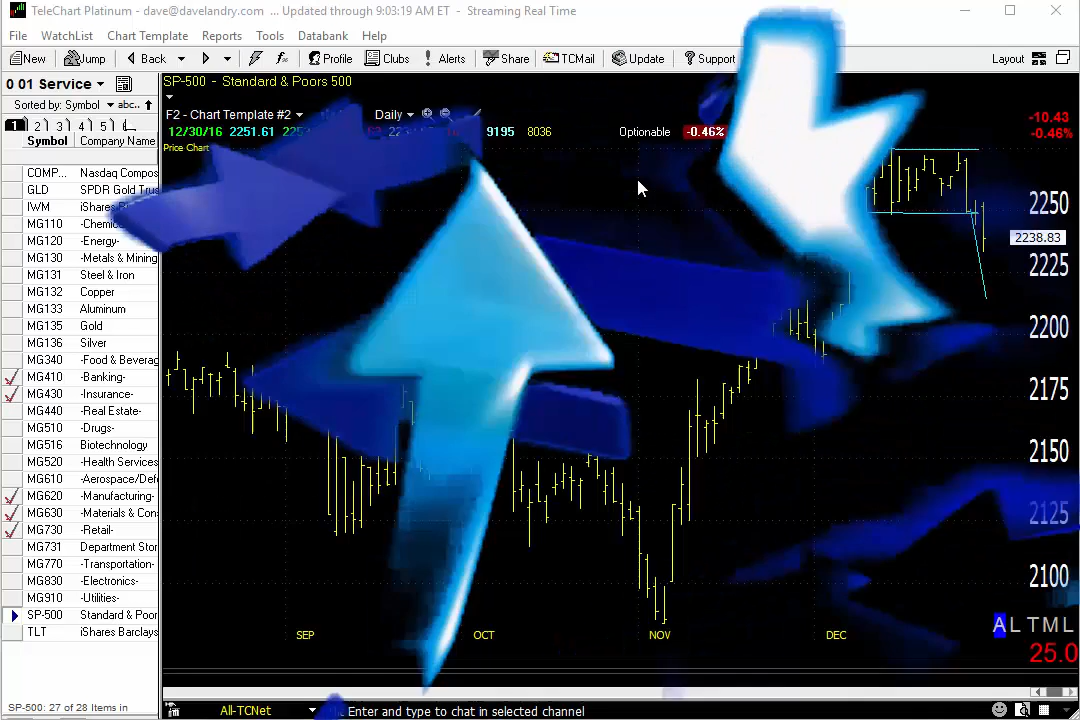 TeleChart Platinum - dave@davelandry.com ... Updated through 9:03:19 AM ET - Streaming Real Time
File WatchList Chart Template Reports Tools Databank Help
New Jump Back Profile Clubs Alerts Share TCMail Update Support Layout
0 01 Service
SP-500 - Standard & Poors 500
Sorted by: Symbol abc..
F2 - Chart Template #2 Daily
-10.43
1 2 3 4 5
12/30/16 2251.61 9195 8036 Optionable -0.46%
-0.46%
Symbol Company Name
Price Chart
COMP... Nasdaq Compos
GLD SPDR Gold Trus
IWM iShares
MG110 -Chemic
MG120 -Energy-
MG130 -Metals & Mining
MG131 Steel & Iron
MG132 Copper
MG133 Aluminum
MG135 Gold
MG136 Silver
MG340 -Food & Beverag
MG410 -Banking-
MG430 -Insurance-
MG440 -Real Estate-
MG510 -Drugs-
MG516 Biotechnology
MG520 -Health Services
MG610 -Aerospace/Def
MG620 -Manufacturing-
MG630 -Materials & Con
MG730 -Retail-
MG731 Department Stor
MG770 -Transportation-
MG830 -Electronics-
MG910 -Utilities-
SP-500 Standard & Poor
TLT iShares Barclays
2250
2238.83
2225
2200
2175
2150
2125
2100
SEP OCT NOV DEC
A L T M L
25.0
SP-500: 27 of 28 Items in
All-TCNet Enter and type to chat in selected channel